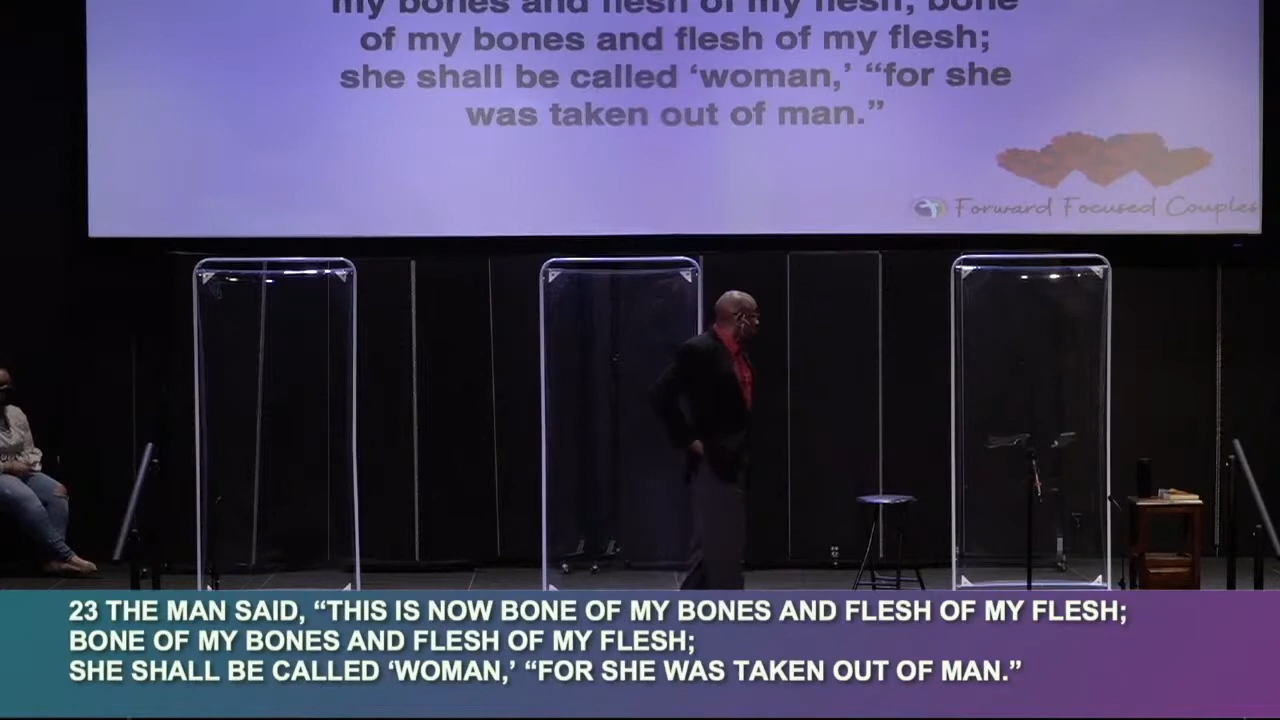 my bones and flesh of my flesh; bone
of my bones and flesh of my flesh;
she shall be called ‘woman,’ “for she
was taken out of man.”
Forward Focused Couples
23 THE MAN SAID, “THIS IS NOW BONE OF MY BONES AND FLESH OF MY FLESH;
BONE OF MY BONES AND FLESH OF MY FLESH;
SHE SHALL BE CALLED ‘WOMAN,’ “FOR SHE WAS TAKEN OUT OF MAN.”